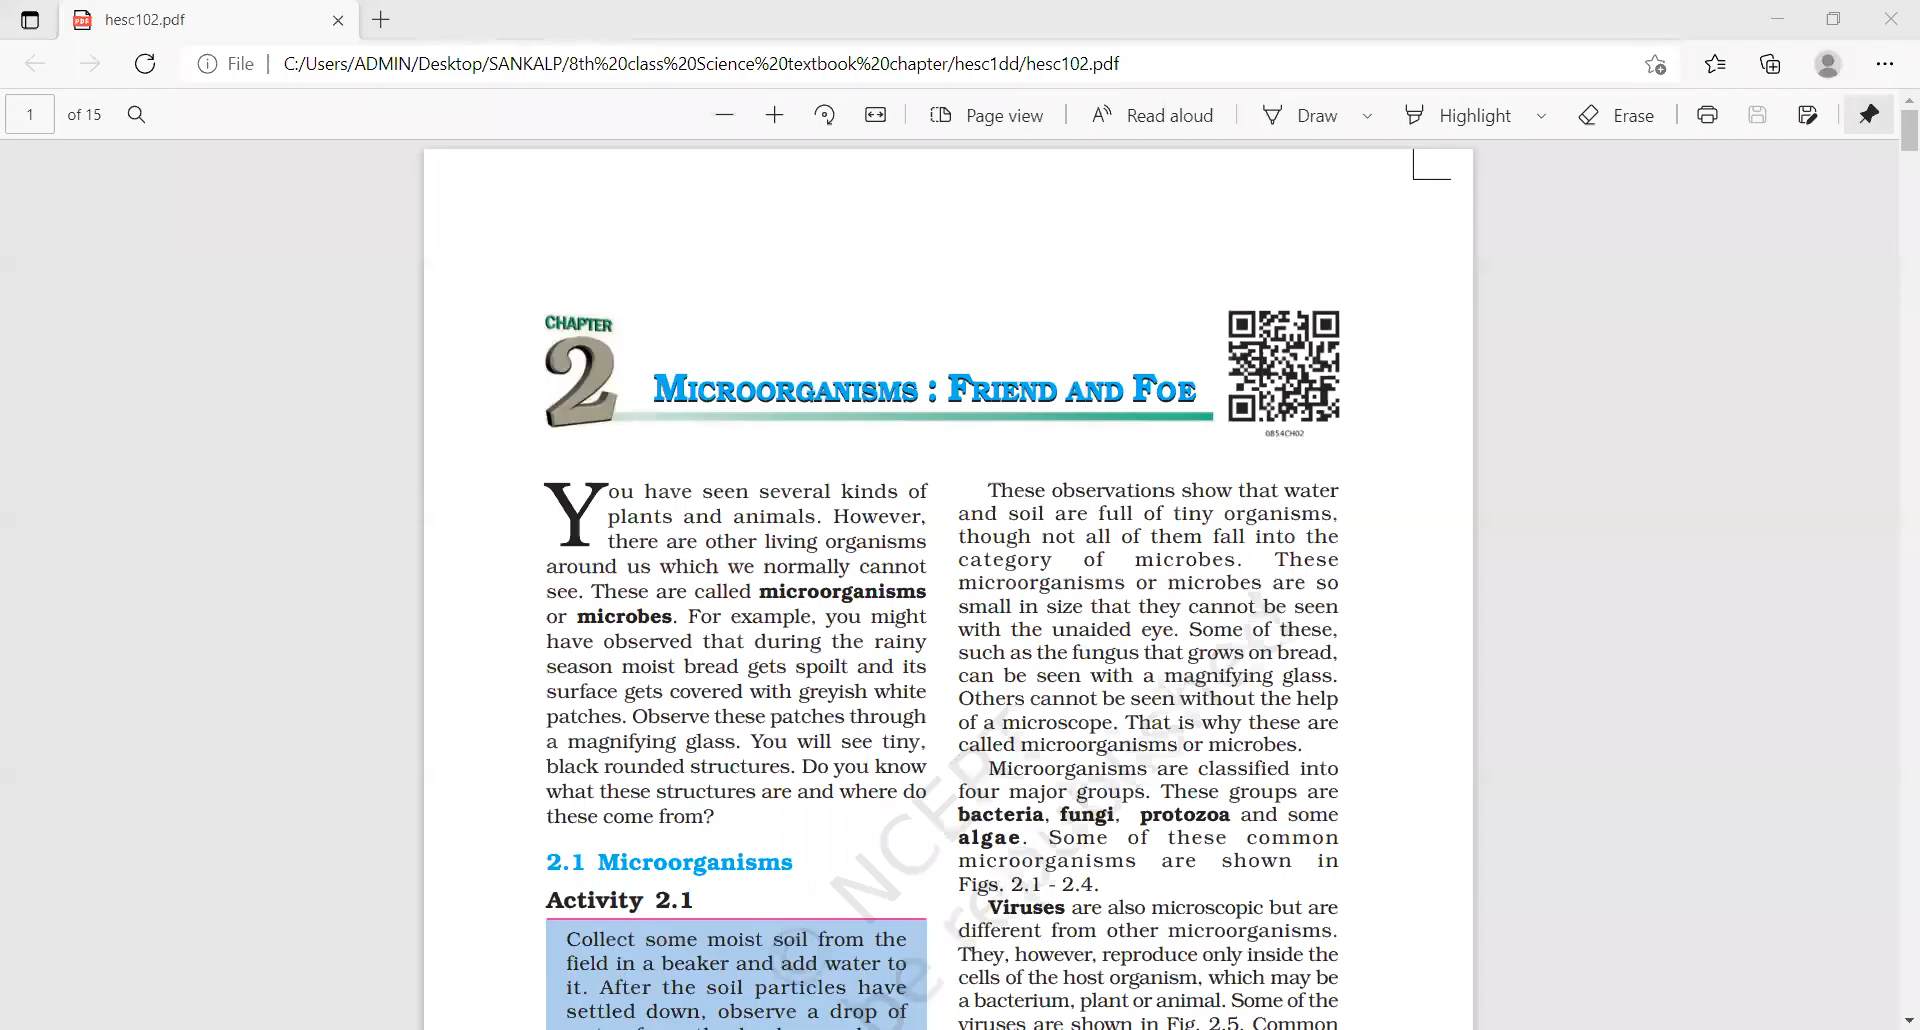 hesc102.pdf
File
C:/Users/ADMIN/Desktop/SANKALP/8th%20class%20Science%20textbook%20chapter/hesc1dd/hesc102.pdf
1 of 15
Page view
Read aloud
Draw
Highlight
Erase
CHAPTER
2
MICROORGANISMS : FRIEND AND FOE
0854CH02
You have seen several kinds of
plants and animals. However,
there are other living organisms
around us which we normally cannot
see. These are called microorganisms
or microbes. For example, you might
have observed that during the rainy
season moist bread gets spoilt and its
surface gets covered with greyish white
patches. Observe these patches through
a magnifying glass. You will see tiny,
black rounded structures. Do you know
what these structures are and where do
these come from?
2.1 Microorganisms
Activity 2.1
Collect some moist soil from the
field in a beaker and add water to
it. After the soil particles have
settled down, observe a drop of
These observations show that water
and soil are full of tiny organisms,
though not all of them fall into the
category of microbes. These
microorganisms or microbes are so
small in size that they cannot be seen
with the unaided eye. Some of these,
such as the fungus that grows on bread,
can be seen with a magnifying glass.
Others cannot be seen without the help
of a microscope. That is why these are
called microorganisms or microbes.
Microorganisms are classified into
four major groups. These groups are
bacteria, fungi, protozoa and some
algae. Some of these common
microorganisms are shown in
Figs. 2.1 - 2.4.
Viruses are also microscopic but are
different from other microorganisms.
They, however, reproduce only inside the
cells of the host organism, which may be
a bacterium, plant or animal. Some of the
viruses are shown in Fig. 2.5. Common
© NCERT
be republished